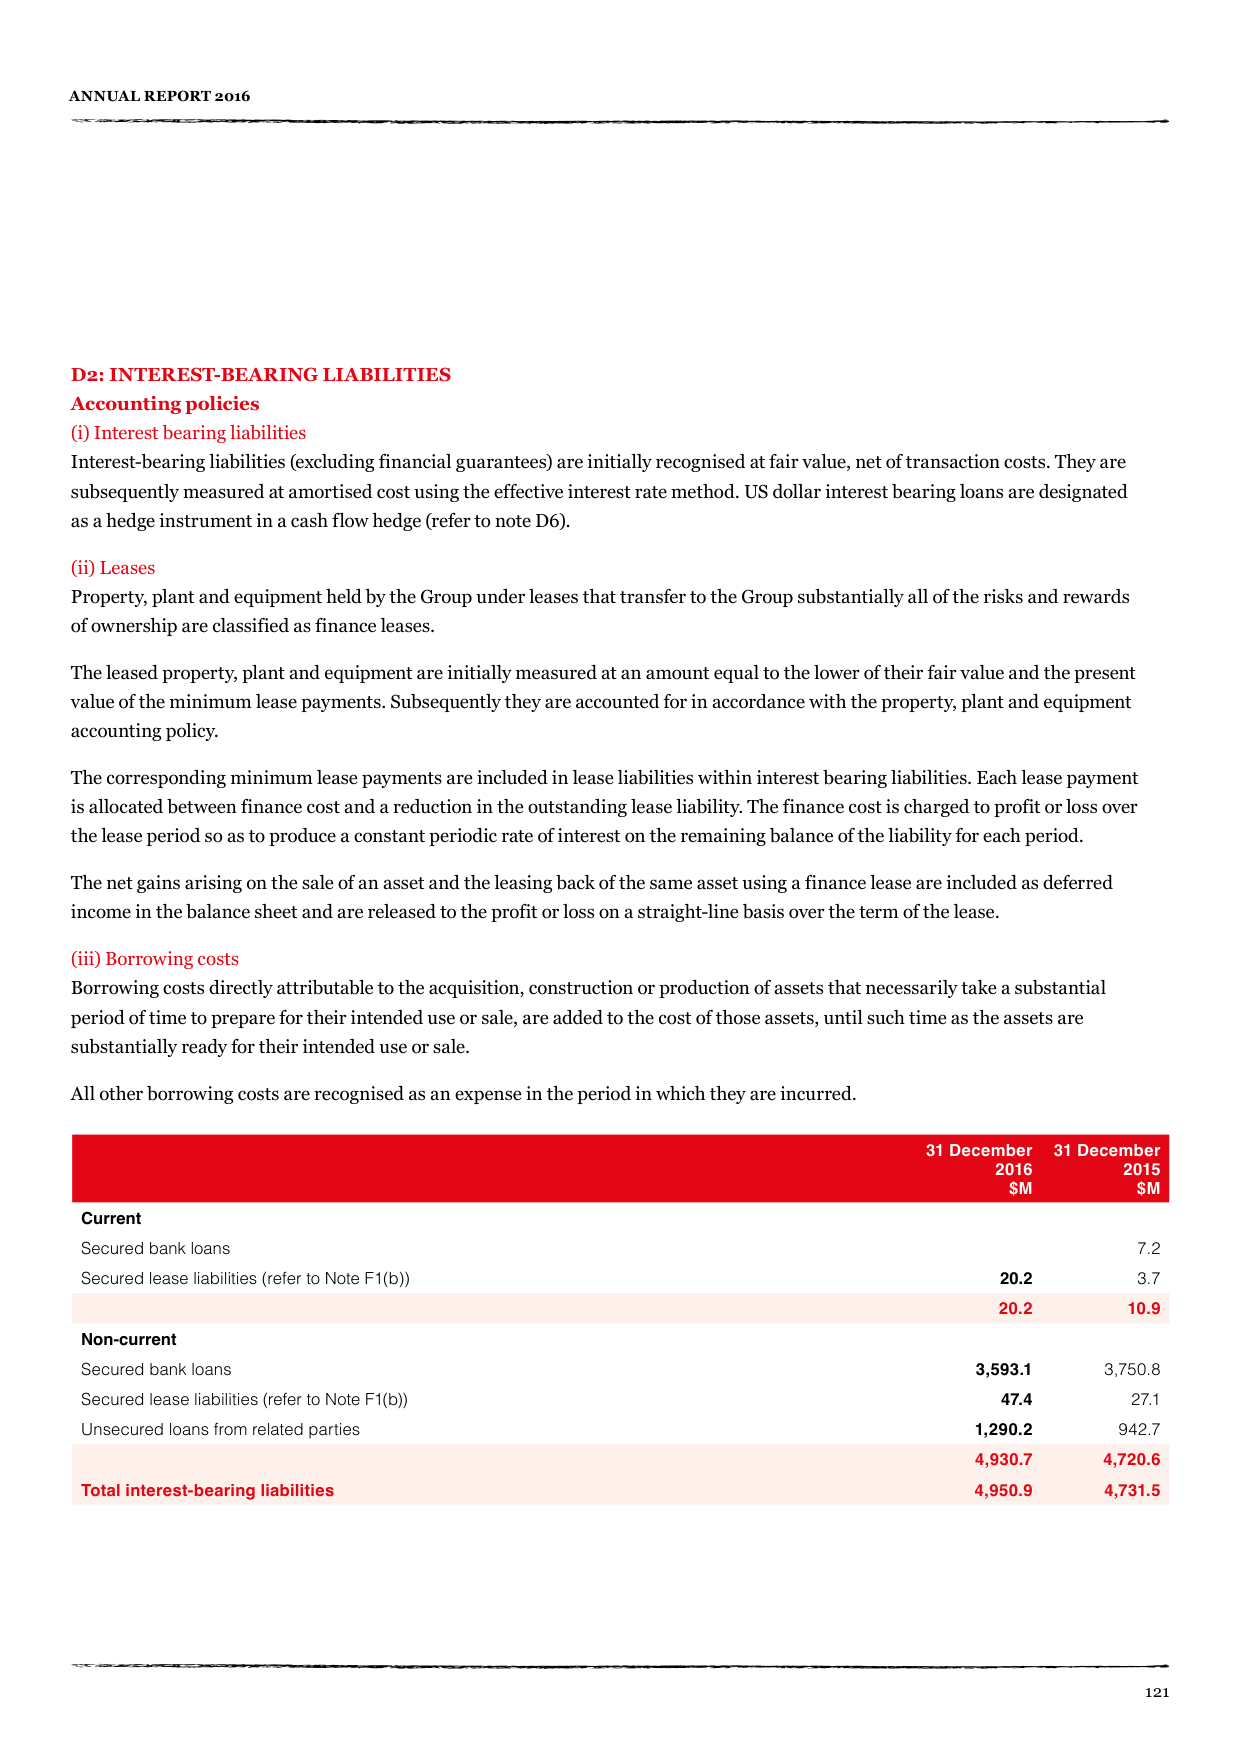 ANNUAL REPORT 2016
D2: INTEREST-BEARING LIABILITIES
Accounting policies
(i) Interest bearing liabilities
Interest-bearing liabilities (excluding financial guarantees) are initially recognised at fair value, net of transaction costs. They are
subsequently measured at amortised cost using the effective interest rate method. US dollar interest bearing loans are designated
as a hedge instrument in a cash flow hedge (refer to note D6).
(ii) Leases
Property, plant and equipment held by the Group under leases that transfer to the Group substantially all of the risks and rewards
of ownership are classified as finance leases.
The leased property, plant and equipment are initially measured at an amount equal to the lower of their fair value and the present
value of the minimum lease payments. Subsequently they are accounted for in accordance with the property, plant and equipment
accounting policy.
The corresponding minimum lease payments are included in lease liabilities within interest bearing liabilities. Each lease payment
is allocated between finance cost and a reduction in the outstanding lease liability. The finance cost is charged to profit or loss over
the lease period so as to produce a constant periodic rate of interest on the remaining balance of the liability for each period.
The net gains arising on the sale of an asset and the leasing back of the same asset using a finance lease are included as deferred
income in the balance sheet and are released to the profit or loss on a straight-line basis over the term of the lease.
(iii) Borrowing costs
Borrowing costs directly attributable to the acquisition, construction or production of assets that necessarily take a substantial
period of time to prepare for their intended use or sale, are added to the cost of those assets, until such time as the assets are
substantially ready for their intended use or sale.
All other borrowing costs are recognised as an expense in the period in which they are incurred.
31 December 31 December
2016 2015
$M $M
Current
Secured bank loans 7.2
Secured lease liabilities (refer to Note F1(b)) 20.2 3.7
20.2 10.9
Non-current
Secured bank loans 3,593.1 3,750.8
Secured lease liabilities (refer to Note F1(b)) 47.4 27.1
Unsecured loans from related parties 1,290.2 942.7
4,930.7 4,720.6
Total interest-bearing liabilities 4,950.9 4,731.5
121